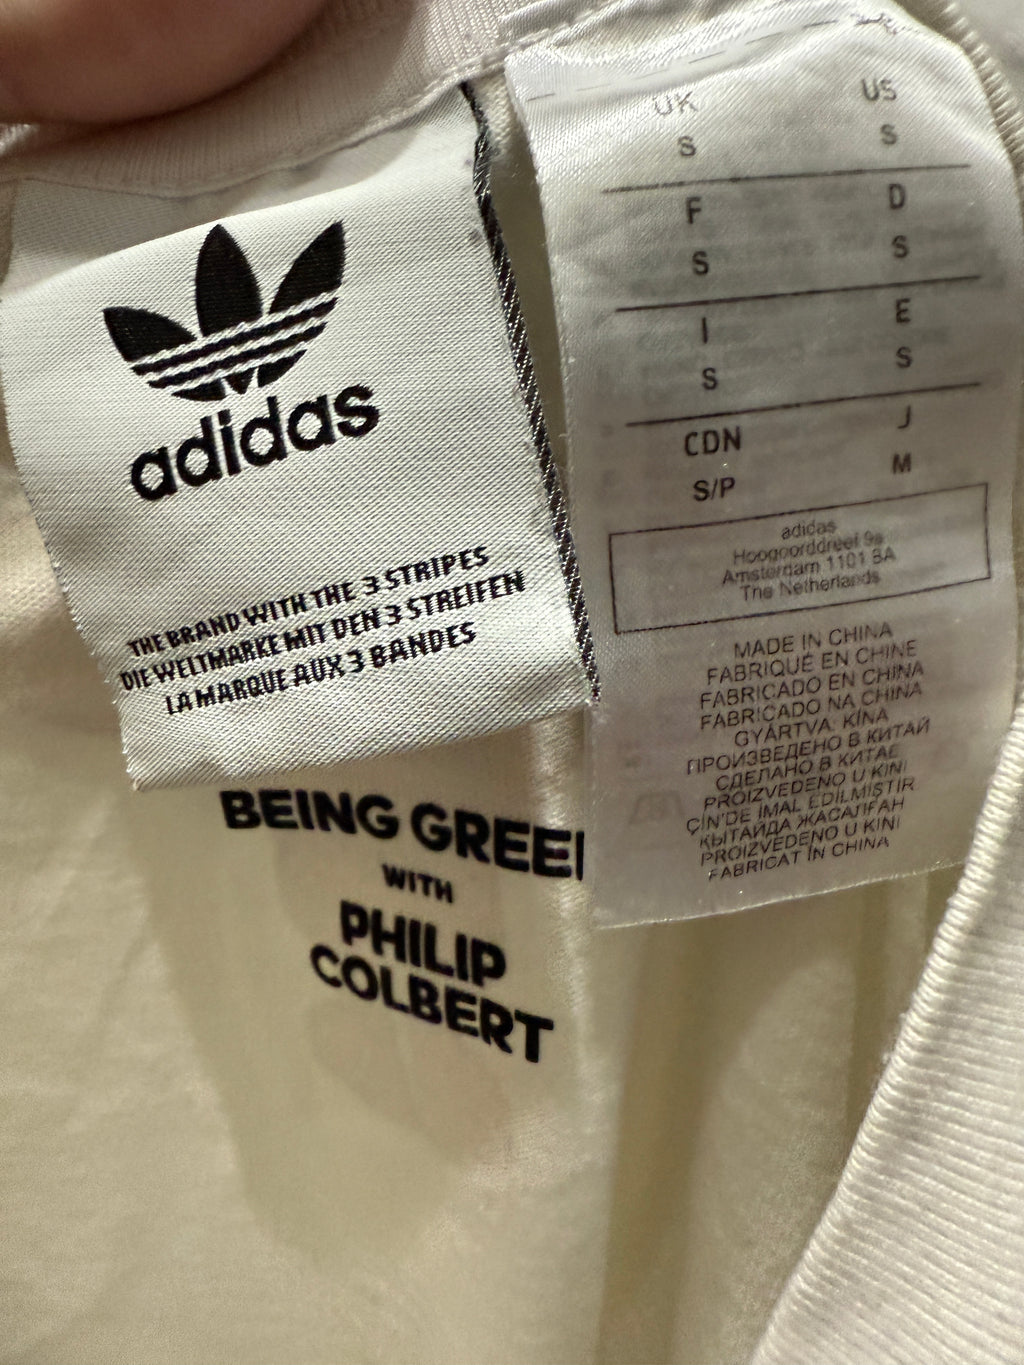 adidas
THE BRAND WITH THE 3 STRIPES
DIE WELTMARKE MIT DEN 3 STREIFEN
LA MARQUE AUX 3 BANDES
BEING GREE
WITH
PHILIP
COLBERT
UK US
S S
F D
S S
I E
S S
CDN J
S/P M
adidas
Hoogoorddreef 9a
Amsterdam 1101 BA
The Netherlands
MADE IN CHINA
FABRIQUÉ EN CHINE
FABRICADO EN CHINA
FABRICADO NA CHINA
GYÁRTVA: KÍNA
ПРОИЗВЕДЕНО В КИТАЙ
СДЕЛАНО В КИТАЕ
PROIZVEDENO U KINI
ÇİN'DE İMAL EDİLMİŞTİR
ҚЫТАЙДА ЖАСАЛҒАН
PROIZVEDENO U KINI
FABRICAT ÎN CHINA